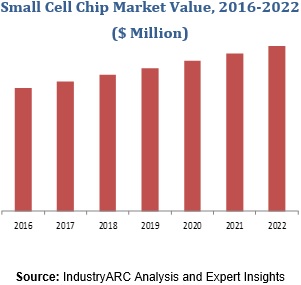 Small Cell Chip Market Value, 2016-2022
($ Million)
2016 2017 2018 2019 2020 2021 2022
Source: IndustryARC Analysis and Expert Insights